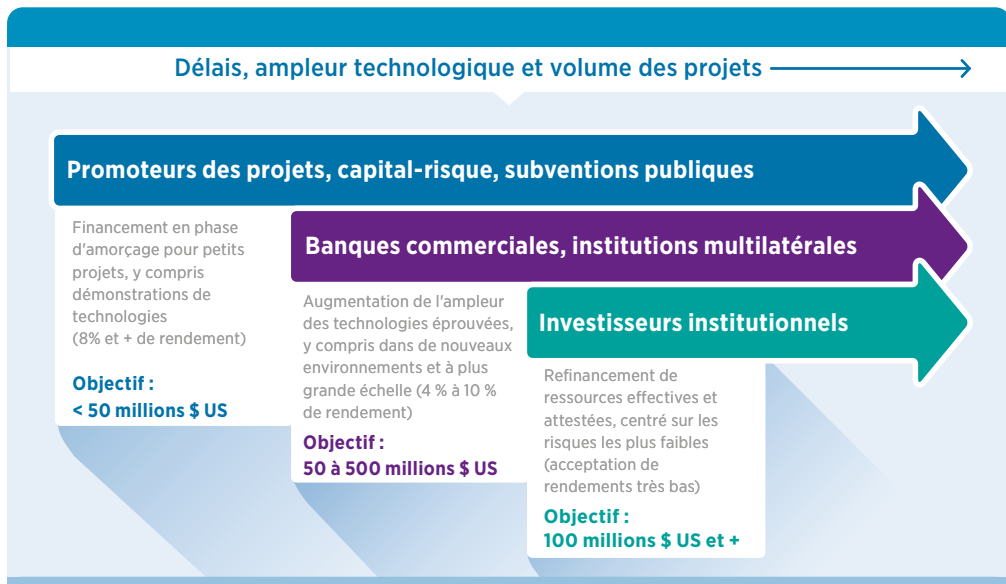 Délais, ampleur technologique et volume des projets
Promoteurs des projets, capital-risque, subventions publiques
Financement en phase
d'amorçage pour petits
projets, y compris
démonstrations de
technologies
(8% et + de rendement)
Objectif :
< 50 millions $ US
Banques commerciales, institutions multilatérales
Augmentation de l'ampleur
des technologies éprouvées,
y compris dans de nouveaux
environnements et à plus
grande échelle (4 % à 10 %
de rendement)
Objectif :
50 à 500 millions $ US
Investisseurs institutionnels
Refinancement de
ressources effectives et
attestées, centré sur les
risques les plus faibles
(acceptation de
rendements très bas)
Objectif :
100 millions $ US et +